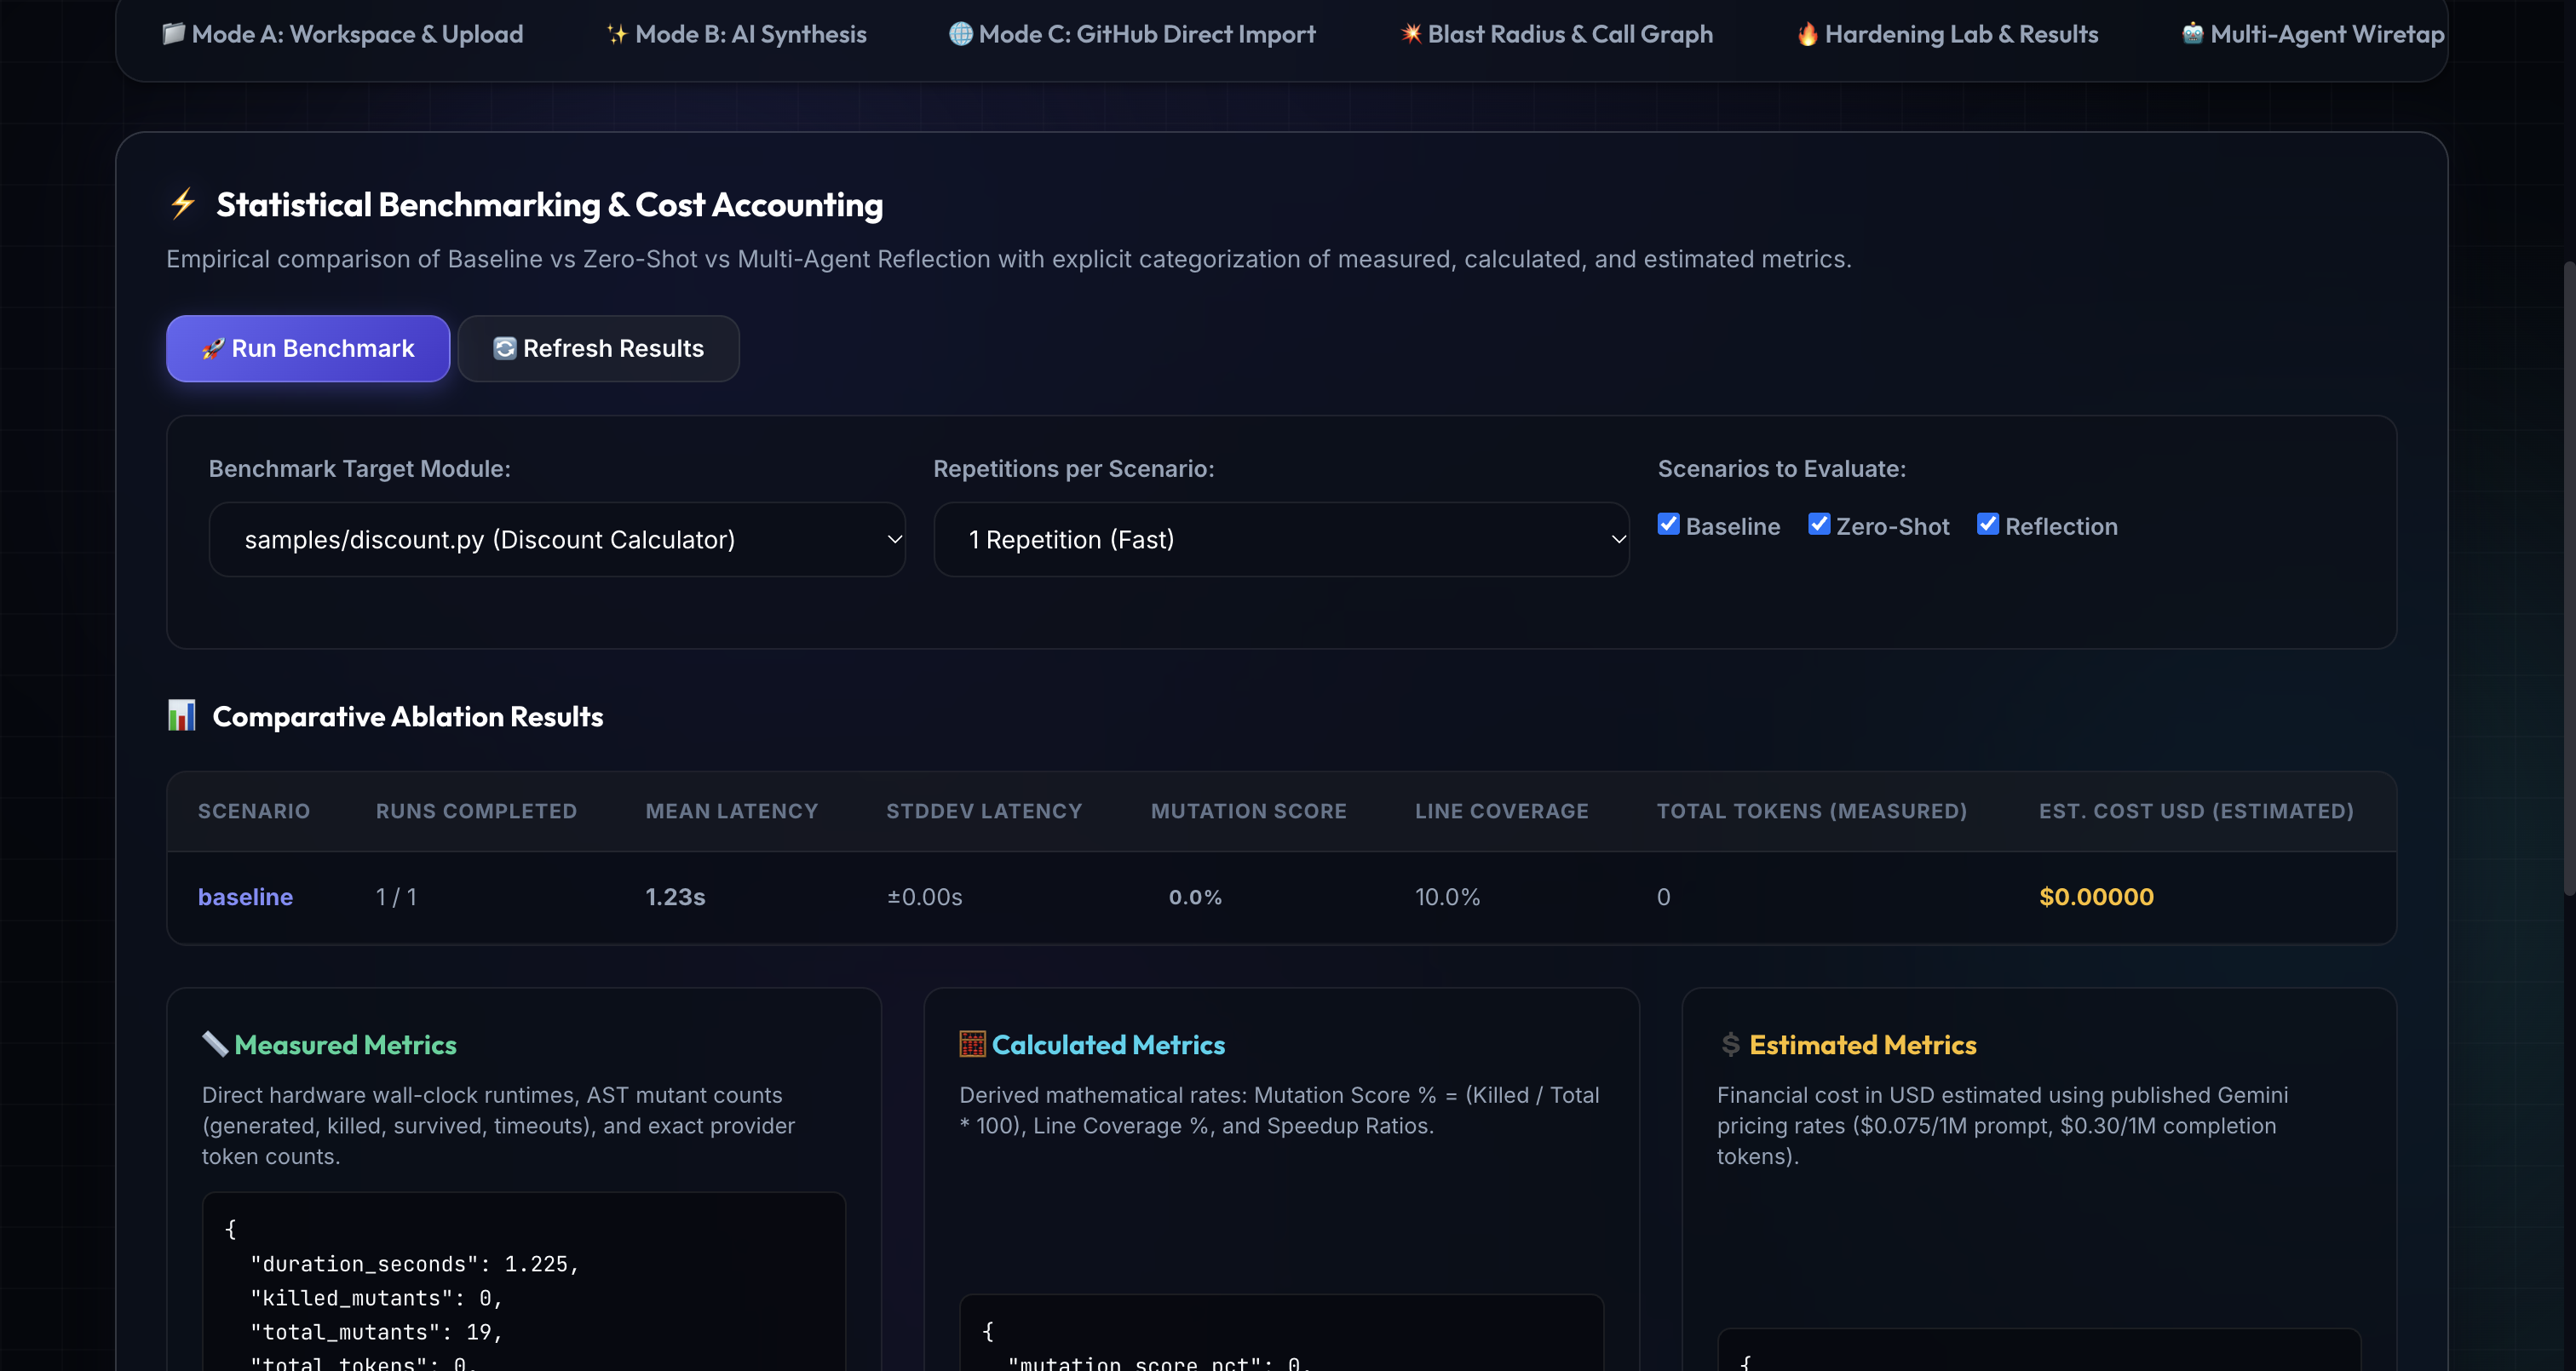 Mode A: Workspace & Upload
Mode B: AI Synthesis
Mode C: GitHub Direct Import
Blast Radius & Call Graph
Hardening Lab & Results
Multi-Agent Wiretap
Statistical Benchmarking & Cost Accounting
Empirical comparison of Baseline vs Zero-Shot vs Multi-Agent Reflection with explicit categorization of measured, calculated, and estimated metrics.
Run Benchmark
Refresh Results
Benchmark Target Module:
samples/discount.py (Discount Calculator)
Repetitions per Scenario:
1 Repetition (Fast)
Scenarios to Evaluate:
Baseline
Zero-Shot
Reflection
Comparative Ablation Results
SCENARIO RUNS COMPLETED MEAN LATENCY STDDEV LATENCY MUTATION SCORE LINE COVERAGE TOTAL TOKENS (MEASURED) EST. COST USD (ESTIMATED)
baseline 1 / 1 1.23s ±0.00s 0.0% 10.0% 0 $0.00000
Measured Metrics
Direct hardware wall-clock runtimes, AST mutant counts
(generated, killed, survived, timeouts), and exact provider
token counts.
{
"duration_seconds": 1.225,
"killed_mutants": 0,
"total_mutants": 19,
"total_tokens": 0,
Calculated Metrics
Derived mathematical rates: Mutation Score % = (Killed / Total
* 100), Line Coverage %, and Speedup Ratios.
{
"mutation_score_pct": 0,
$ Estimated Metrics
Financial cost in USD estimated using published Gemini
pricing rates ($0.075/1M prompt, $0.30/1M completion
tokens).
{